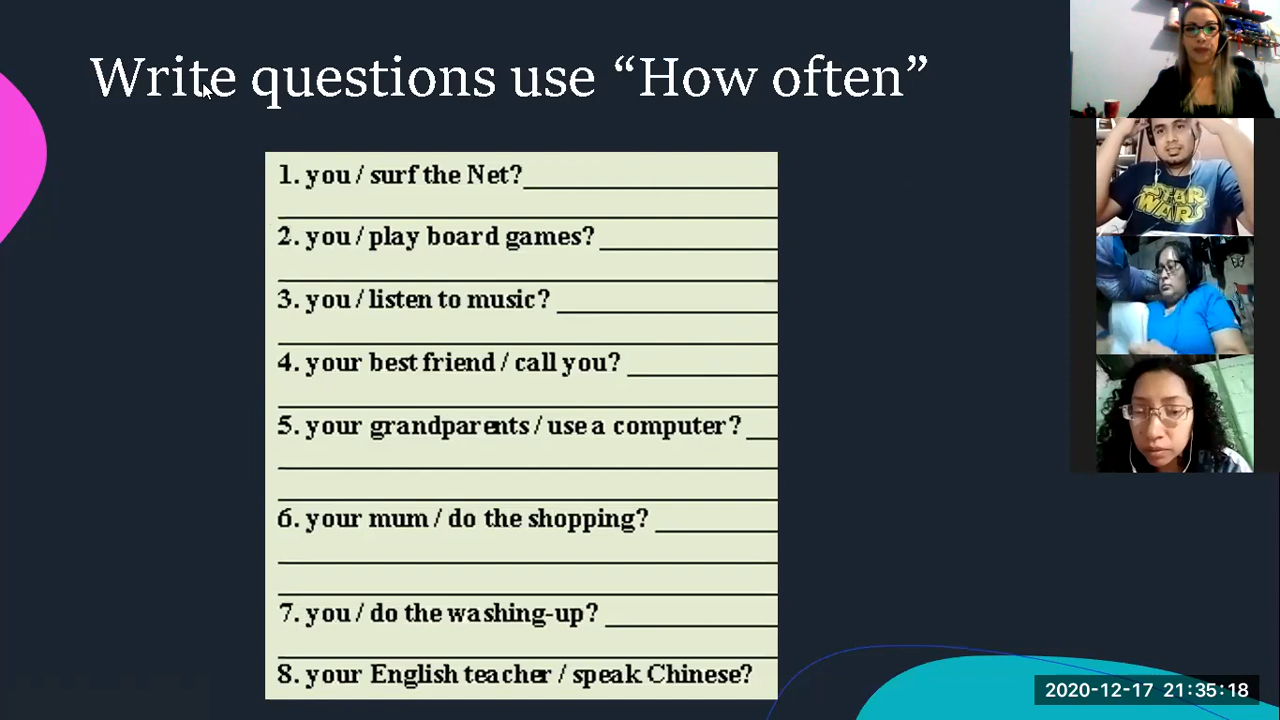 Write questions use “How often”
1. you / surf the Net?
2. you / play board games?
3. you / listen to music?
4. your best friend / call you?
5. your grandparents / use a computer?
6. your mum / do the shopping?
7. you / do the washing-up?
8. your English teacher / speak Chinese?
STAR
WARS
2020-12-17 21:35:18